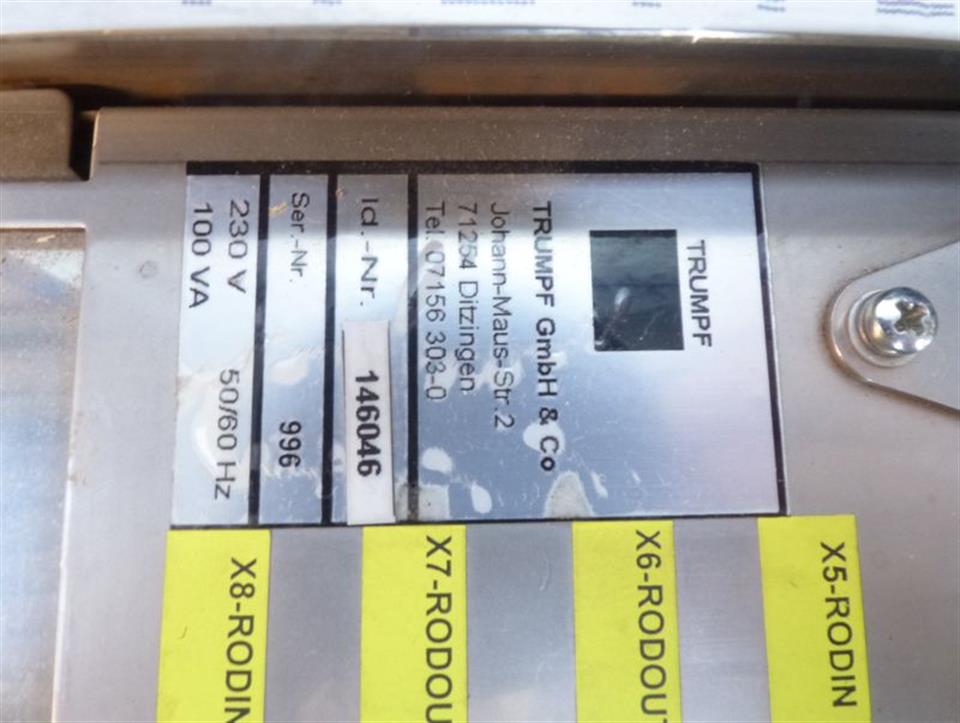 TRUMPF
TRUMPF GmbH & Co
Johann-Maus-Str.2
71254 Ditzingen
Tel. 07156 303-0
Id.-Nr. 146046
Ser.-Nr. 996
230 V 50/60 Hz
100 VA
X5-RODIN
X6-RODOUT
X7-RODOU
X8-RODIN